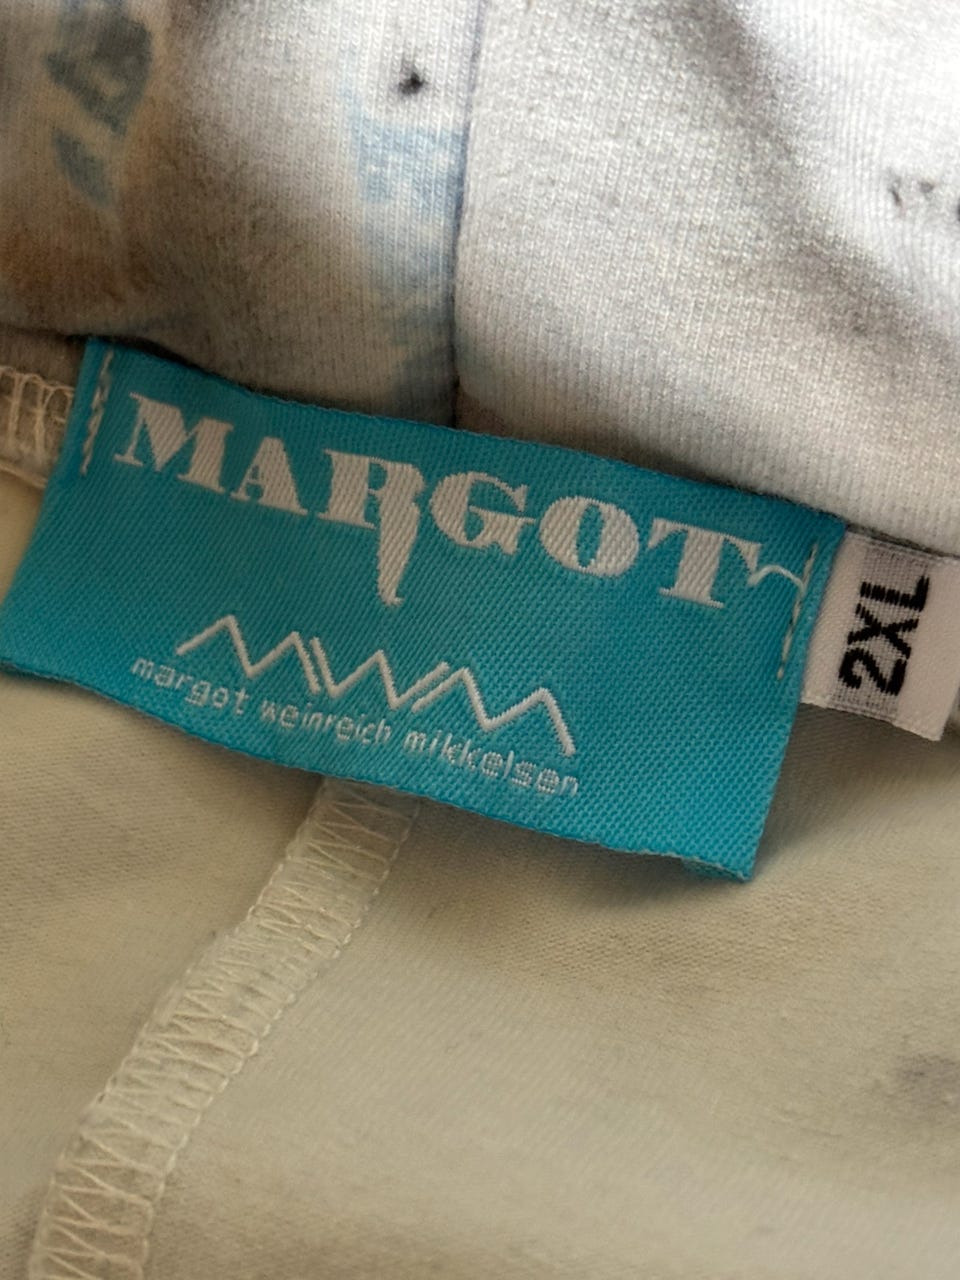 MARGOT
MWM
margot weinreich mikkelsen
2XL